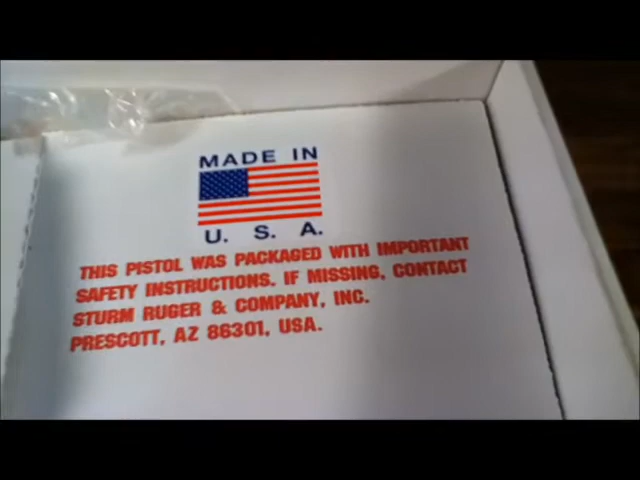 MADE IN
U. S. A.
THIS PISTOL WAS PACKAGED WITH IMPORTANT
SAFETY INSTRUCTIONS. IF MISSING, CONTACT
STURM RUGER & COMPANY, INC.
PRESCOTT, AZ 86301, USA.